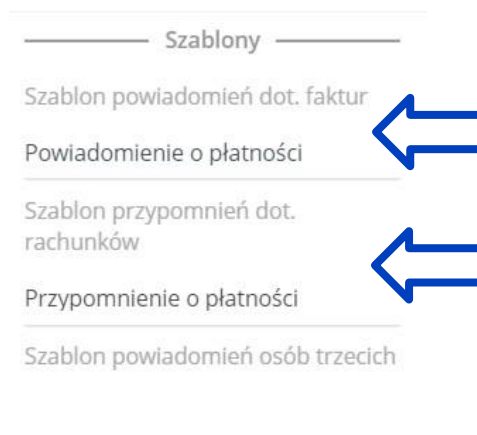 Szablony
Szablon powiadomień dot. faktur
Powiadomienie o płatności
Szablon przypomnień dot.
rachunków
Przypomnienie o płatności
Szablon powiadomień osób trzecich